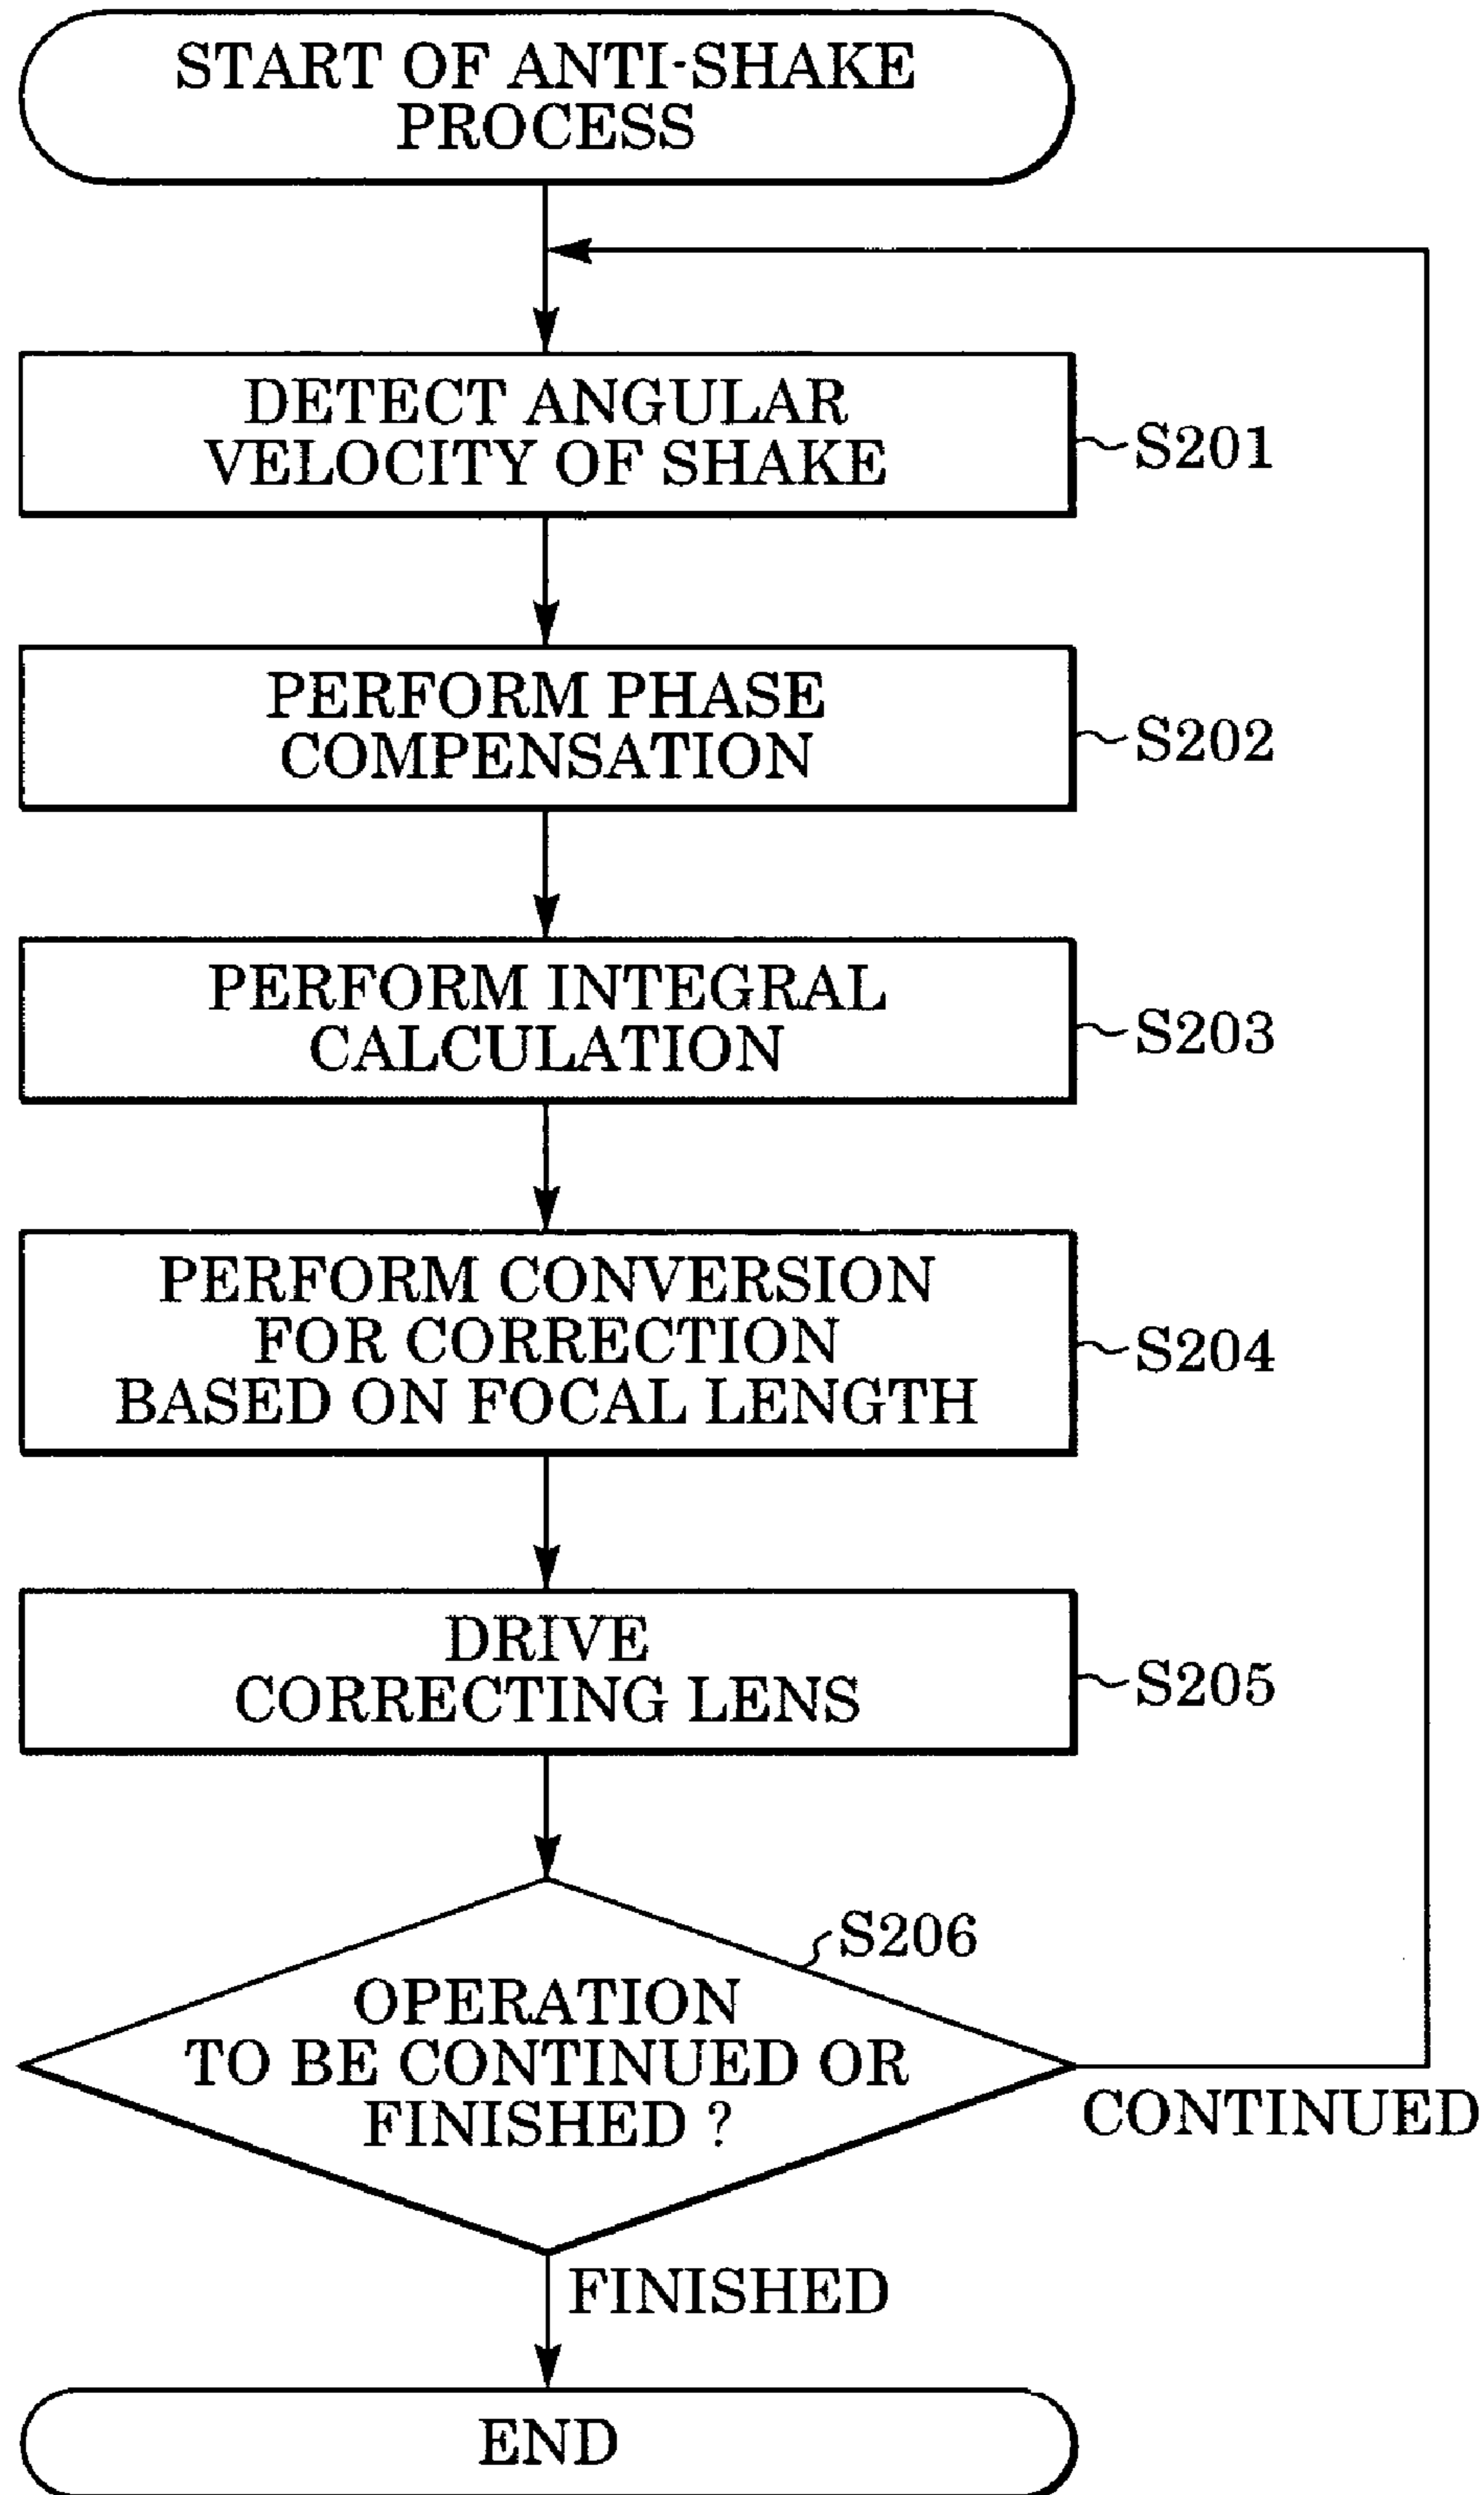 START OF ANTI-SHAKE
PROCESS
DETECT ANGULAR
VELOCITY OF SHAKE
S201
PERFORM PHASE
COMPENSATION
S202
PERFORM INTEGRAL
CALCULATION
S203
PERFORM CONVERSION
FOR CORRECTION
BASED ON FOCAL LENGTH
S204
DRIVE
CORRECTING LENS
S205
S206
OPERATION
TO BE CONTINUED OR
FINISHED ?
CONTINUED
FINISHED
END